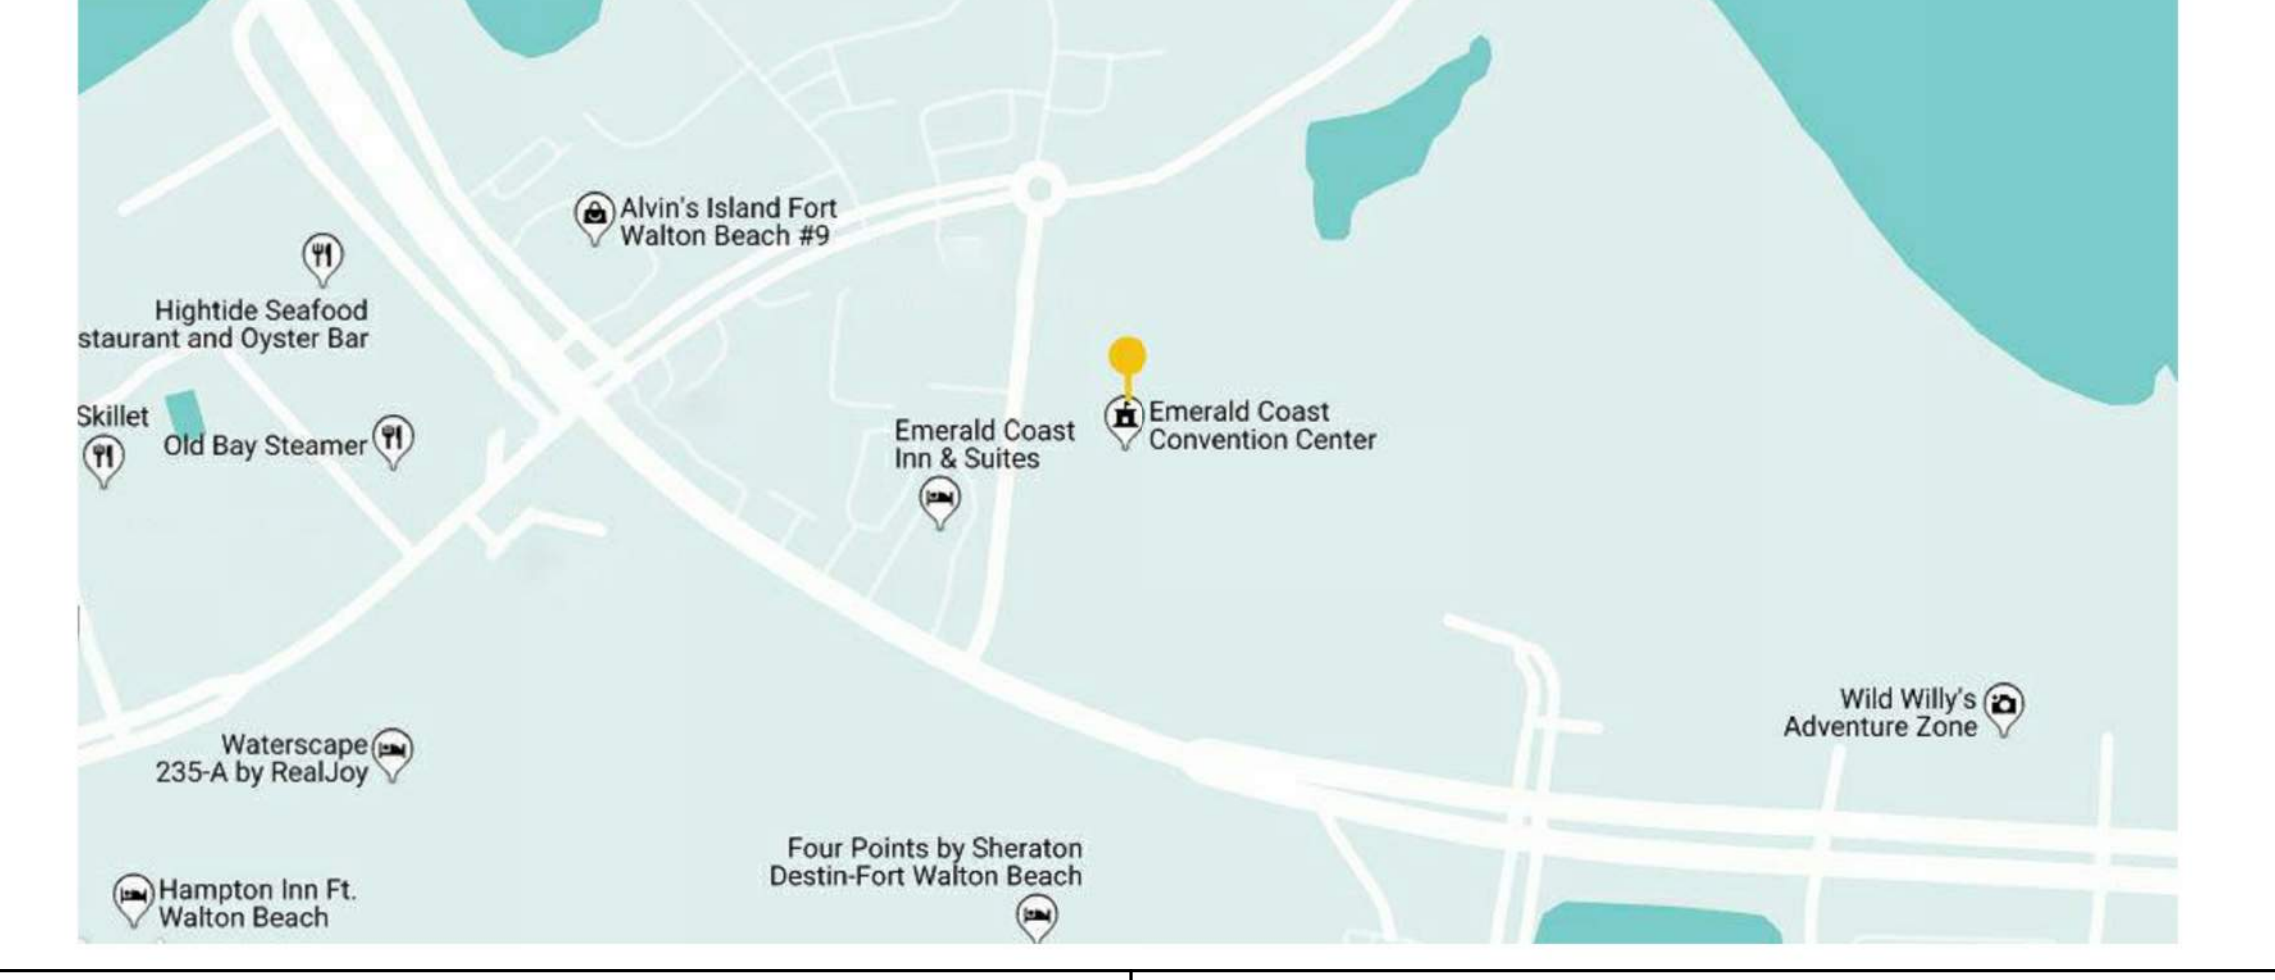 Alvin's Island Fort
Walton Beach #9
Hightide Seafood
staurant and Oyster Bar
Skillet
Old Bay Steamer
Emerald Coast
Inn & Suites
Emerald Coast
Convention Center
Wild Willy's
Adventure Zone
Waterscape
235-A by RealJoy
Four Points by Sheraton
Destin-Fort Walton Beach
Hampton Inn Ft.
Walton Beach